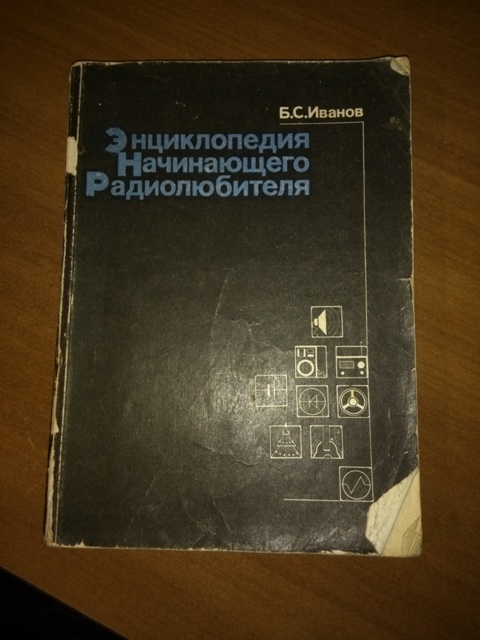 Б.С.Иванов
Энциклопедия
Начинающего
Радиолюбителя